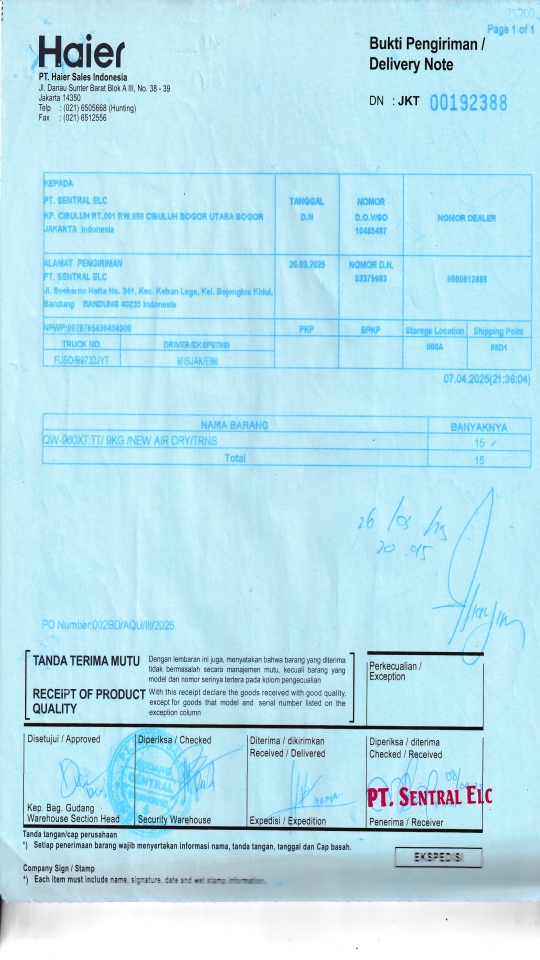 Page 1 of 1
Haier
PT. Haier Sales Indonesia
Jl. Danau Sunter Barat Blok A III, No. 38 - 39
Jakarta 14350
Telp : (021) 6505668 (Hunting)
Fax : (021) 6512556
Bukti Pengiriman /
Delivery Note
DN : JKT 00192388
KEPADA
PT. SENTRAL ELC
KP. CIBULUH RT.001 RW.000 CIBULUH BOGOR UTARA BOGOR
JAKARTA Indonesia
TANGGAL
D.N
NOMOR
D.O.V/SO
10485487
NOMOR DEALER
ALAMAT PENGIRIMAN
PT. SENTRAL ELC
Jl. Soekarno Hatta No. 341, Kec. Kebon Lega, Kel. Bojongloa Kidul,
Bandung BANDUNG 40235 Indonesia
26.03.2025
NOMOR D.N.
83375083
NPWP:
PKP
BPKP
Storege Location
Shipping Point
TRUCK NO.
DRIVER/EKSPEDISI
FUSO/B9732JYT
MISJAK/E86
000A
86D1
07.04.2025(21:36:04)
NAMA BARANG
BANYAKNYA
QW-980XT.TT/ 9KG /NEW AIR DRY/TRNS
15 ✓
Total
15
20.45
PO Number:002BD/AQU/III/2025
TANDA TERIMA MUTU
Dengan lembaran ini juga, menyatakan bahwa barang yang diterima
tidak bermasalah secara manajemen mutu, kecuali barang yang
model dan nomor serinya tertera pada kolom pengecualian
RECEIPT OF PRODUCT
QUALITY
With this receipt declare the goods received with good quality,
except for goods that model and serial number listed on the
exception column
Perkecualian /
Exception
Disetujui / Approved
Diperiksa / Checked
Diterima / dikirimkan
Received / Delivered
Diperiksa / diterima
Checked / Received
GUDANG
SENTRAL
PT. SENTRAL ELC
Kep. Bag. Gudang
Warehouse Section Head
Security Warehouse
Expedisi / Expedition
Penerima / Receiver
Tanda tangan/cap perusahaan
*) Setiap penerimaan barang wajib menyertakan informasi nama, tanda tangan, tanggal dan Cap basah.
EKSPEDISI
Company Sign / Stamp
*) Each item must include name, signature, date and wet stamp information.